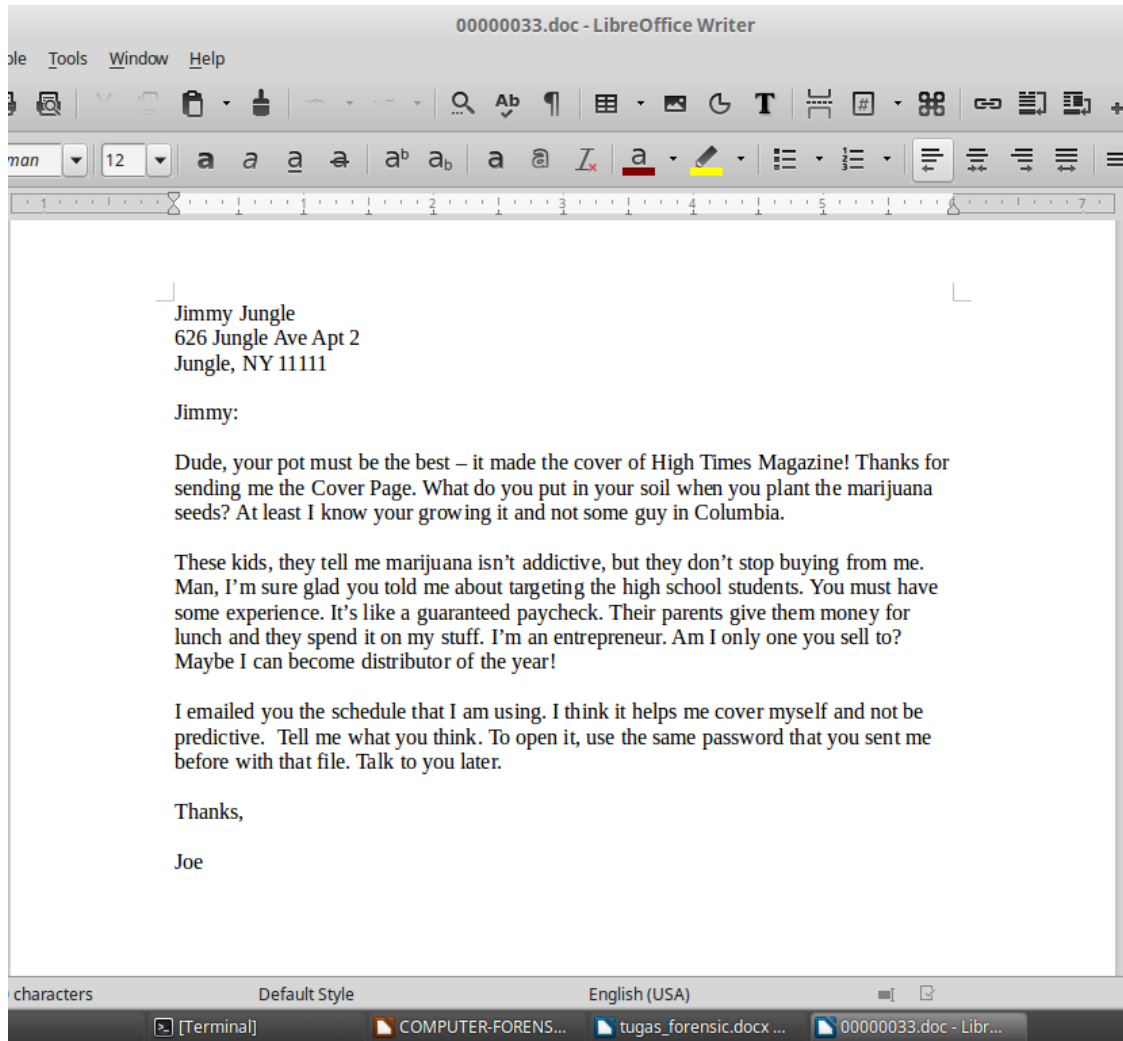 00000033.doc - LibreOffice Writer
ble Tools Window Help
man 12
1 1 2 3 4 5 6 7
Jimmy Jungle
626 Jungle Ave Apt 2
Jungle, NY 11111
Jimmy:
Dude, your pot must be the best – it made the cover of High Times Magazine! Thanks for
sending me the Cover Page. What do you put in your soil when you plant the marijuana
seeds? At least I know your growing it and not some guy in Columbia.
These kids, they tell me marijuana isn’t addictive, but they don’t stop buying from me.
Man, I’m sure glad you told me about targeting the high school students. You must have
some experience. It’s like a guaranteed paycheck. Their parents give them money for
lunch and they spend it on my stuff. I’m an entrepreneur. Am I only one you sell to?
Maybe I can become distributor of the year!
I emailed you the schedule that I am using. I think it helps me cover myself and not be
predictive.  Tell me what you think. To open it, use the same password that you sent me
before with that file. Talk to you later.
Thanks,
Joe
characters Default Style English (USA)
[Terminal] COMPUTER-FORENS... tugas_forensic.docx ... 00000033.doc - Libr...